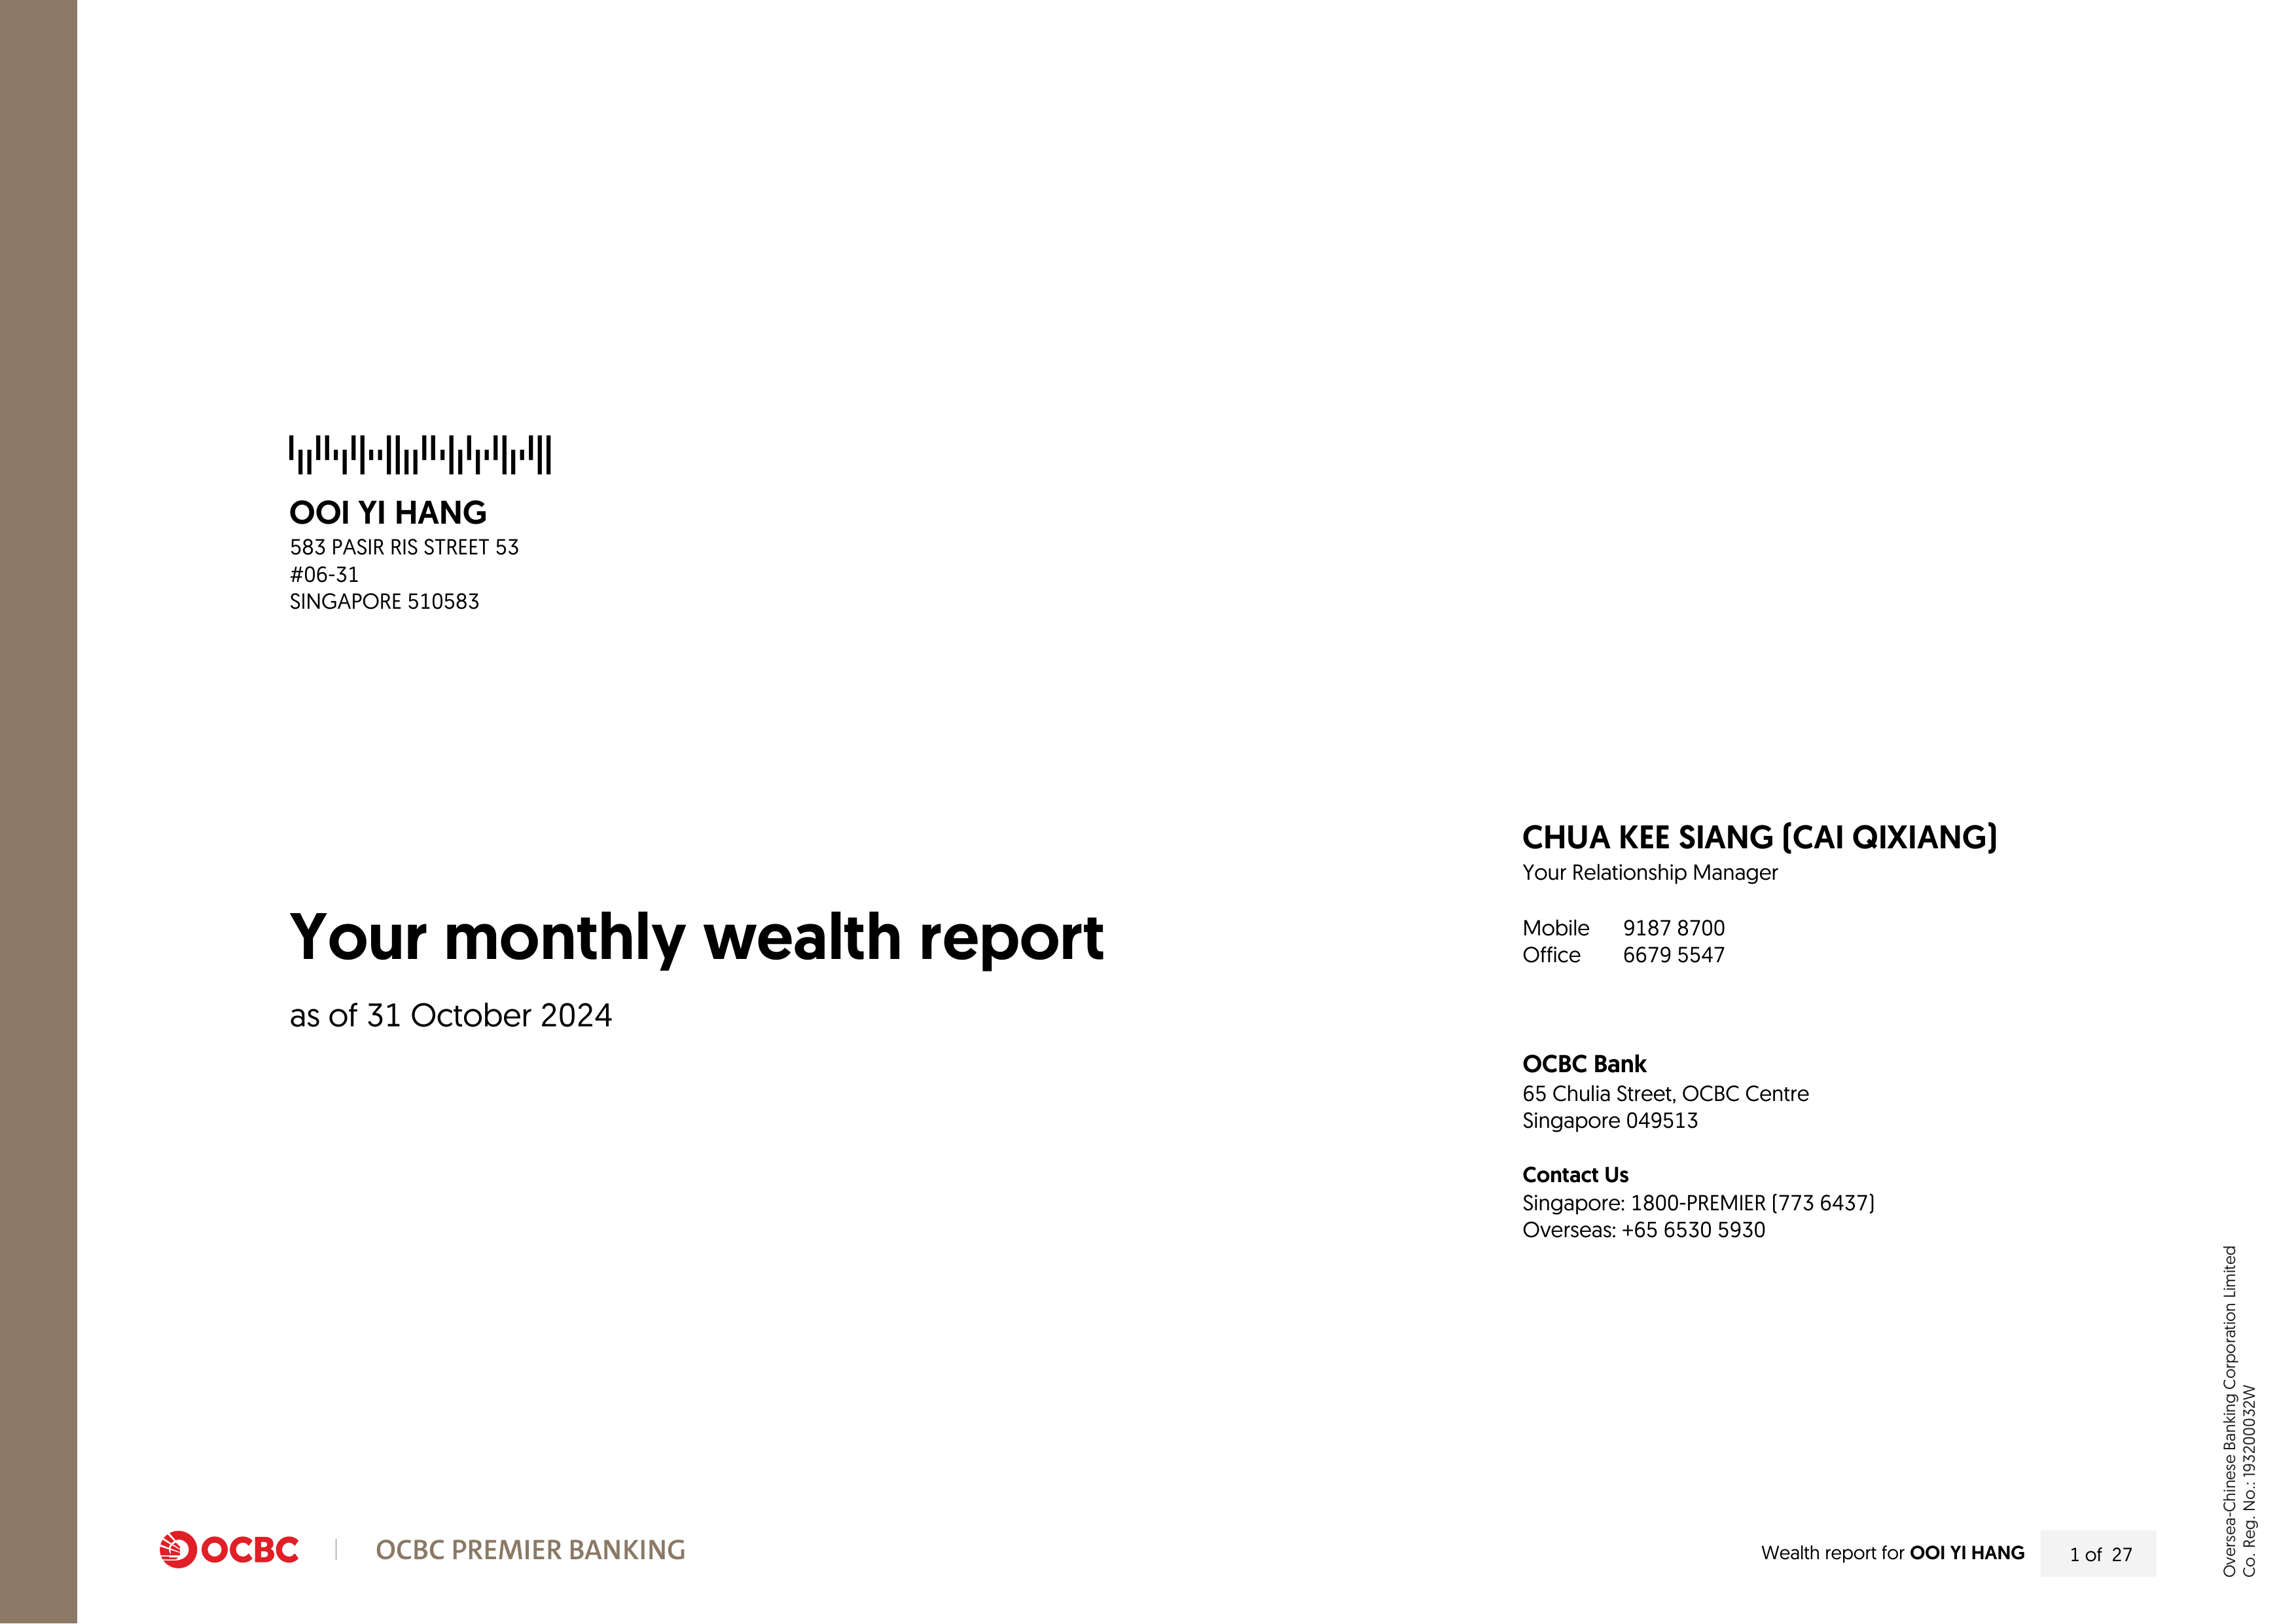 OOI YI HANG
583 PASIR RIS STREET 53
#06-31
SINGAPORE 510583
Your monthly wealth report
as of 31 October 2024
CHUA KEE SIANG (CAI QIXIANG)
Your Relationship Manager
Mobile 9187 8700
Office 6679 5547
OCBC Bank
65 Chulia Street, OCBC Centre
Singapore 049513
Contact Us
Singapore: 1800-PREMIER (773 6437)
Overseas: +65 6530 5930
Oversea-Chinese Banking Corporation Limited
Co. Reg. No.: 193200032W
OCBC
OCBC PREMIER BANKING
Wealth report for OOI YI HANG
1 of 27